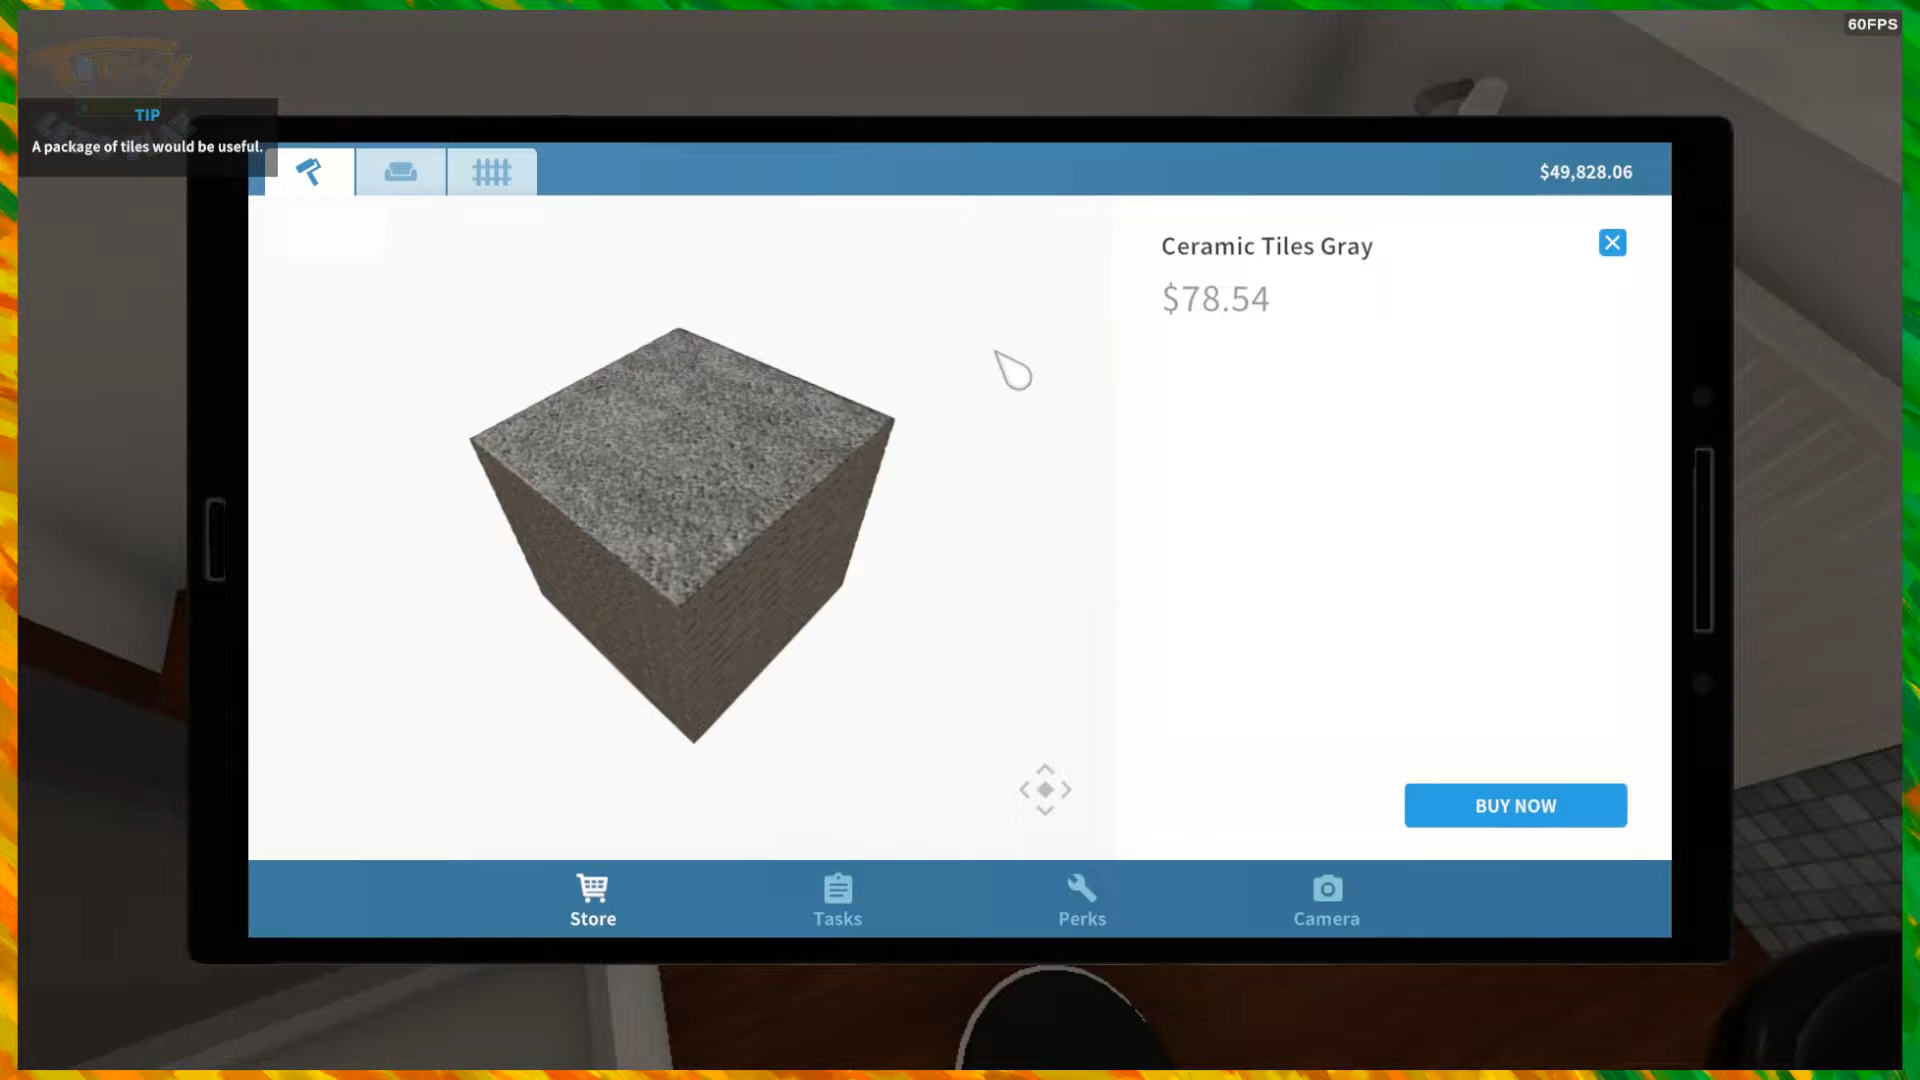 60FPS
TIP
A package of tiles would be useful.
$49,828.06
Ceramic Tiles Gray
$78.54
BUY NOW
Store
Tasks
Perks
Camera